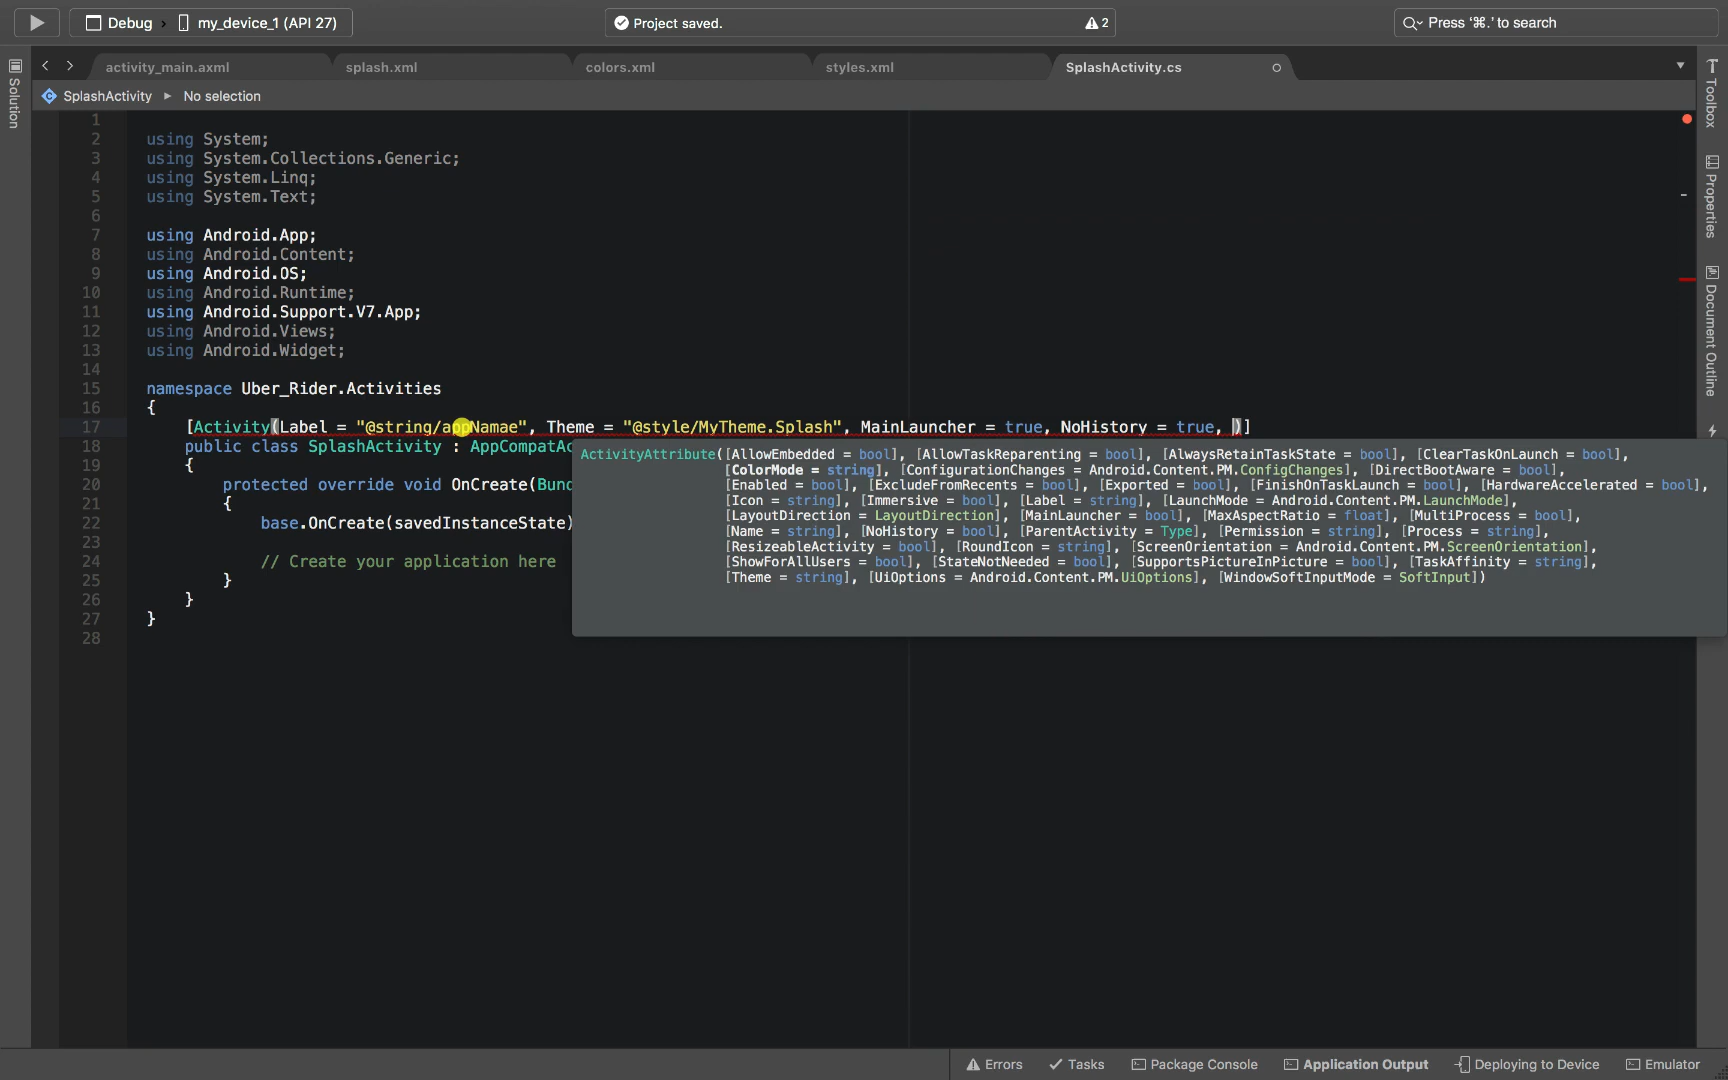 Debug › my_device_1 (API 27)
Project saved.
2
Press ‘⌘.’ to search
Solution
activity_main.axml
splash.xml
colors.xml
styles.xml
SplashActivity.cs
SplashActivity ▸ No selection
Toolbox
Properties
Document Outline
1
2 using System;
3 using System.Collections.Generic;
4 using System.Linq;
5 using System.Text;
6
7 using Android.App;
8 using Android.Content;
9 using Android.OS;
10 using Android.Runtime;
11 using Android.Support.V7.App;
12 using Android.Views;
13 using Android.Widget;
14
15 namespace Uber_Rider.Activities
16 {
17 [Activity(Label = "@string/appNamae", Theme = "@style/MyTheme.Splash", MainLauncher = true, NoHistory = true, )]
18 public class SplashActivity : AppCompatAc
19 {
20 protected override void OnCreate(Bund
21 {
22 base.OnCreate(savedInstanceState)
23
24 // Create your application here
25 }
26 }
27 }
28
ActivityAttribute([AllowEmbedded = bool], [AllowTaskReparenting = bool], [AlwaysRetainTaskState = bool], [ClearTaskOnLaunch = bool],
[ColorMode = string], [ConfigurationChanges = Android.Content.PM.ConfigChanges], [DirectBootAware = bool],
[Enabled = bool], [ExcludeFromRecents = bool], [Exported = bool], [FinishOnTaskLaunch = bool], [HardwareAccelerated = bool],
[Icon = string], [Immersive = bool], [Label = string], [LaunchMode = Android.Content.PM.LaunchMode],
[LayoutDirection = LayoutDirection], [MainLauncher = bool], [MaxAspectRatio = float], [MultiProcess = bool],
[Name = string], [NoHistory = bool], [ParentActivity = Type], [Permission = string], [Process = string],
[ResizeableActivity = bool], [RoundIcon = string], [ScreenOrientation = Android.Content.PM.ScreenOrientation],
[ShowForAllUsers = bool], [StateNotNeeded = bool], [SupportsPictureInPicture = bool], [TaskAffinity = string],
[Theme = string], [UiOptions = Android.Content.PM.UiOptions], [WindowSoftInputMode = SoftInput])
Errors
Tasks
Package Console
Application Output
Deploying to Device
Emulator